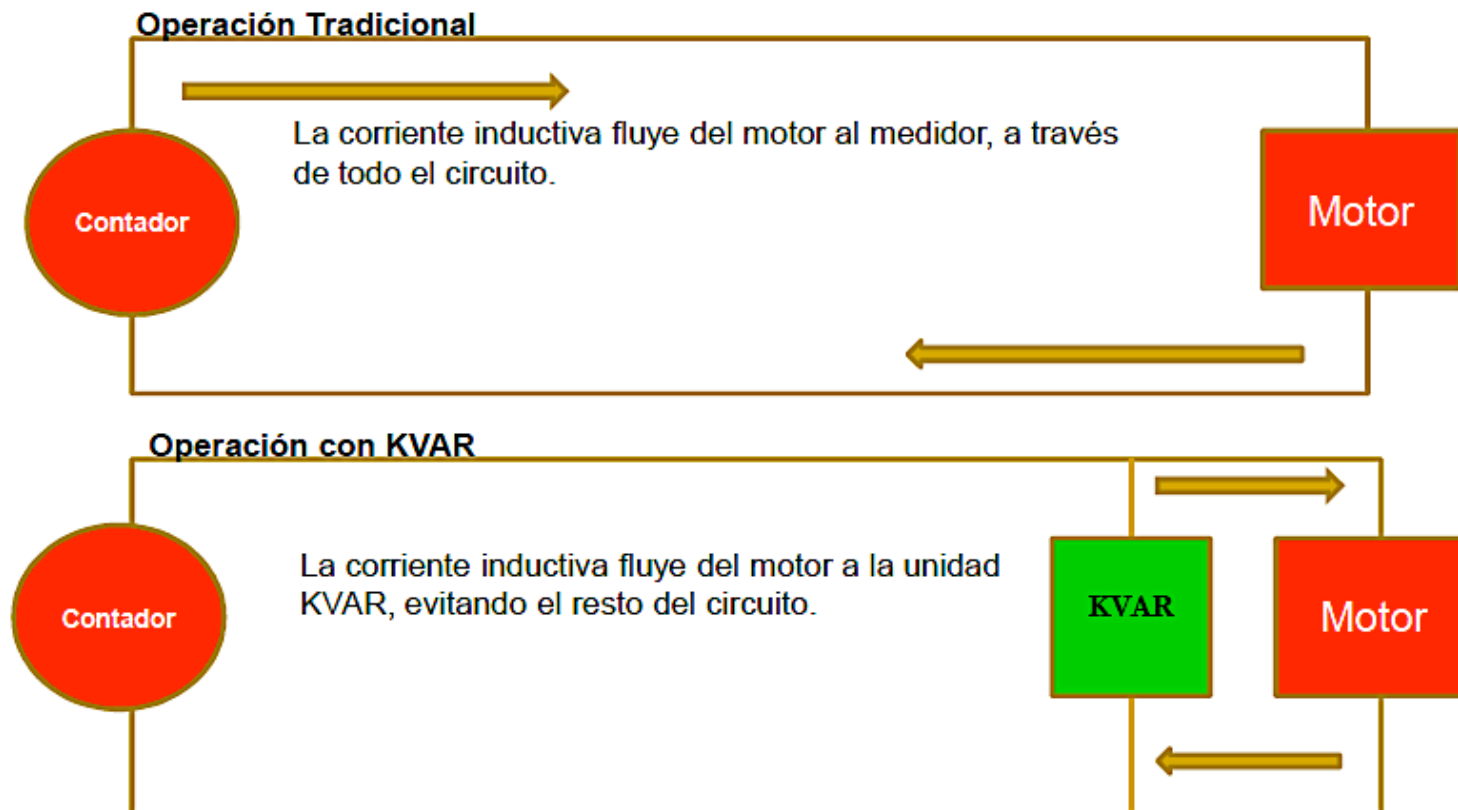 Operación Tradicional
La corriente inductiva fluye del motor al medidor, a través
de todo el circuito.
Contador
Motor
Operación con KVAR
La corriente inductiva fluye del motor a la unidad
KVAR, evitando el resto del circuito.
Contador
KVAR
Motor